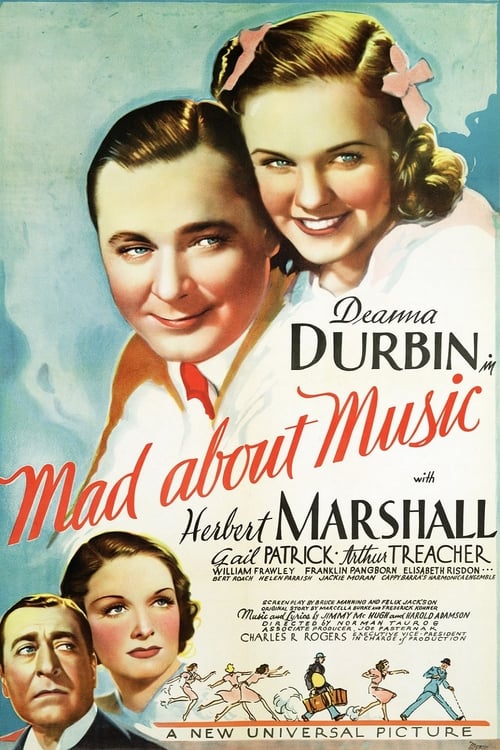 Deanna
DURBIN in
Mad about Music
with
Herbert MARSHALL
Gail PATRICK · Arthur TREACHER
WILLIAM FRAWLEY FRANKLIN PANGBORN ELISABETH RISDON ···
BERT ROACH HELEN PARRISH JACKIE MORAN CAPPY BARRA'S HARMONICA ENSEMBLE
SCREENPLAY BY BRUCE MANNING AND FELIX JACKSON
ORIGINAL STORY BY MARCELLA BURKE AND FREDERICK KOHNER
Music and Lyrics by JIMMY McHUGH and HAROLD ADAMSON
DIRECTED BY NORMAN TAUROG
ASSOCIATE PRODUCER, JOE PASTERNAK
CHARLES R. ROGERS EXECUTIVE VICE-PRESIDENT IN CHARGE of PRODUCTION
A NEW UNIVERSAL PICTURE